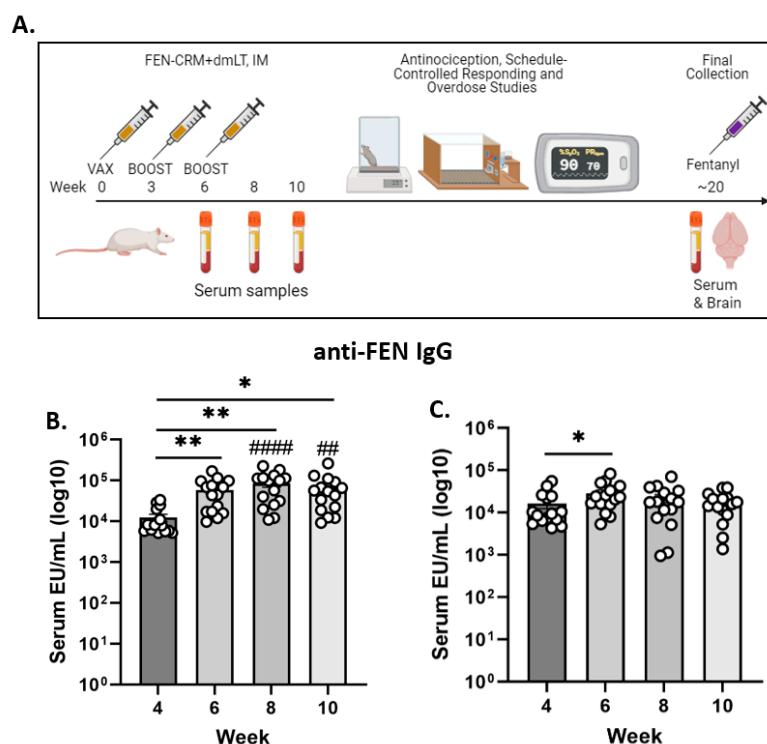 A.
FEN-CRM+dmLT, IM
Antinociception, Schedule-
Controlled Responding and
Overdose Studies
Final
Collection
VAX BOOST BOOST
Fentanyl
%SpO2 PRbpm
90 70
Week 0 3 6 8 10 ~20
Serum samples
Serum
& Brain
anti-FEN IgG
B.
*
**
**
####
##
Serum EU/mL (log10)
10⁶
10⁵
10⁴
10³
10²
10¹
10⁰
4 6 8 10
Week
C.
*
Serum EU/mL (log10)
10⁶
10⁵
10⁴
10³
10²
10¹
10⁰
4 6 8 10
Week